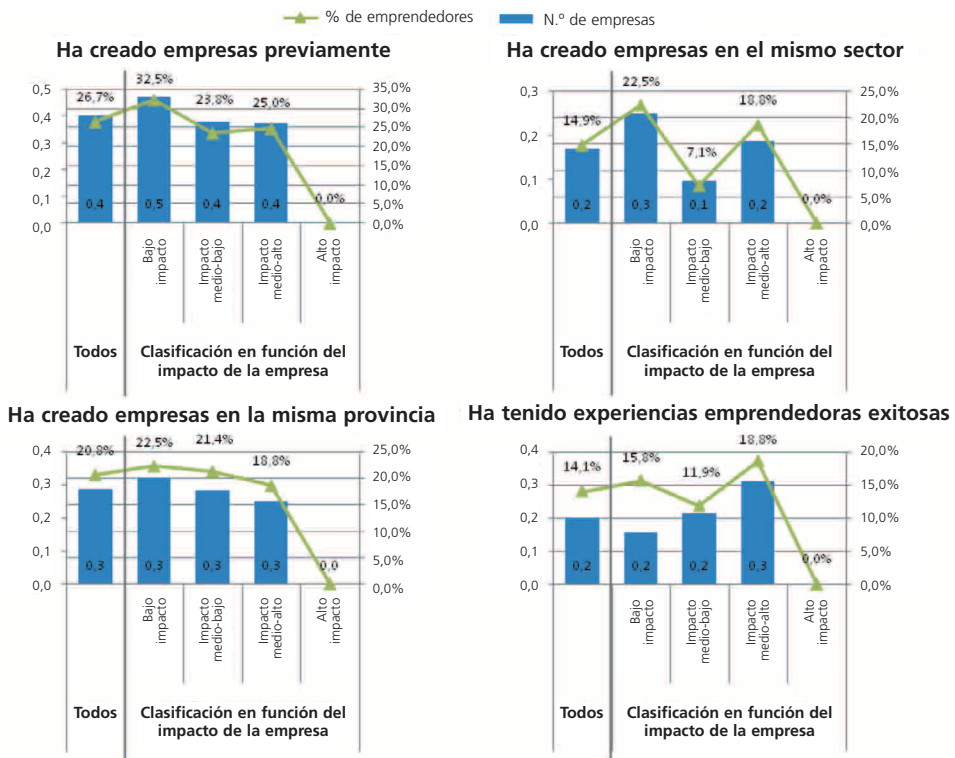 % de emprendedores N.º de empresas
Ha creado empresas previamente
0,5
0,4
0,3
0,2
0,1
0,0
26,7%
32,5%
23,8%
25,0%
0,0%
0,4
0,5
0,4
0,4
35,0%
30,0%
25,0%
20,0%
15,0%
10,0%
5,0%
0,0%
Bajo
impacto
Impacto
medio-bajo
Impacto
medio-alto
Alto
impacto
Todos
Clasificación en función del
impacto de la empresa
Ha creado empresas en el mismo sector
0,3
0,2
0,1
0,0
14,9%
22,5%
7,1%
18,8%
0,0%
0,2
0,3
0,1
0,2
25,0%
20,0%
15,0%
10,0%
5,0%
0,0%
Bajo
impacto
Impacto
medio-bajo
Impacto
medio-alto
Alto
impacto
Todos
Clasificación en función del
impacto de la empresa
Ha creado empresas en la misma provincia
0,4
0,3
0,2
0,1
0,0
20,8%
22,5%
21,4%
18,8%
0,0
0,3
0,3
0,3
0,3
25,0%
20,0%
15,0%
10,0%
5,0%
0,0%
Bajo
impacto
Impacto
medio-bajo
Impacto
medio-alto
Alto
impacto
Todos
Clasificación en función del
impacto de la empresa
Ha tenido experiencias emprendedoras exitosas
0,4
0,3
0,2
0,1
0,0
14,1%
15,8%
11,9%
18,8%
0,0%
0,2
0,2
0,2
0,3
20,0%
15,0%
10,0%
5,0%
0,0%
Bajo
impacto
Impacto
medio-bajo
Impacto
medio-alto
Alto
impacto
Todos
Clasificación en función del
impacto de la empresa